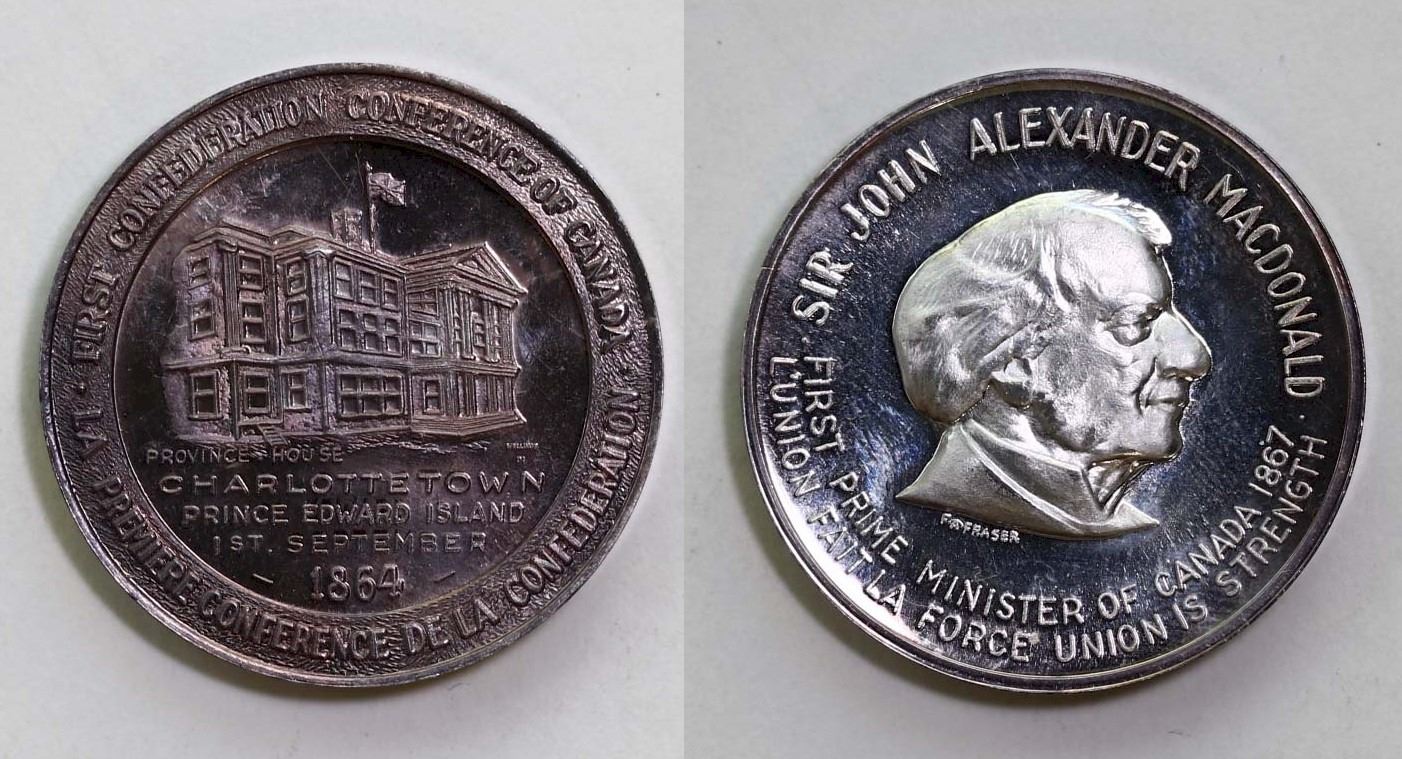 · FIRST CONFEDERATION CONFERENCE OF CANADA ·
LA PREMIERE CONFERENCE DE LA CONFEDERATION
PROVINCE HOUSE
CHARLOTTETOWN
PRINCE EDWARD ISLAND
1ST. SEPTEMBER
– 1864 –
· SIR JOHN ALEXANDER MACDONALD ·
FIRST PRIME MINISTER OF CANADA 1867
L'UNION FAIT LA FORCE UNION IS STRENGTH
FRASER